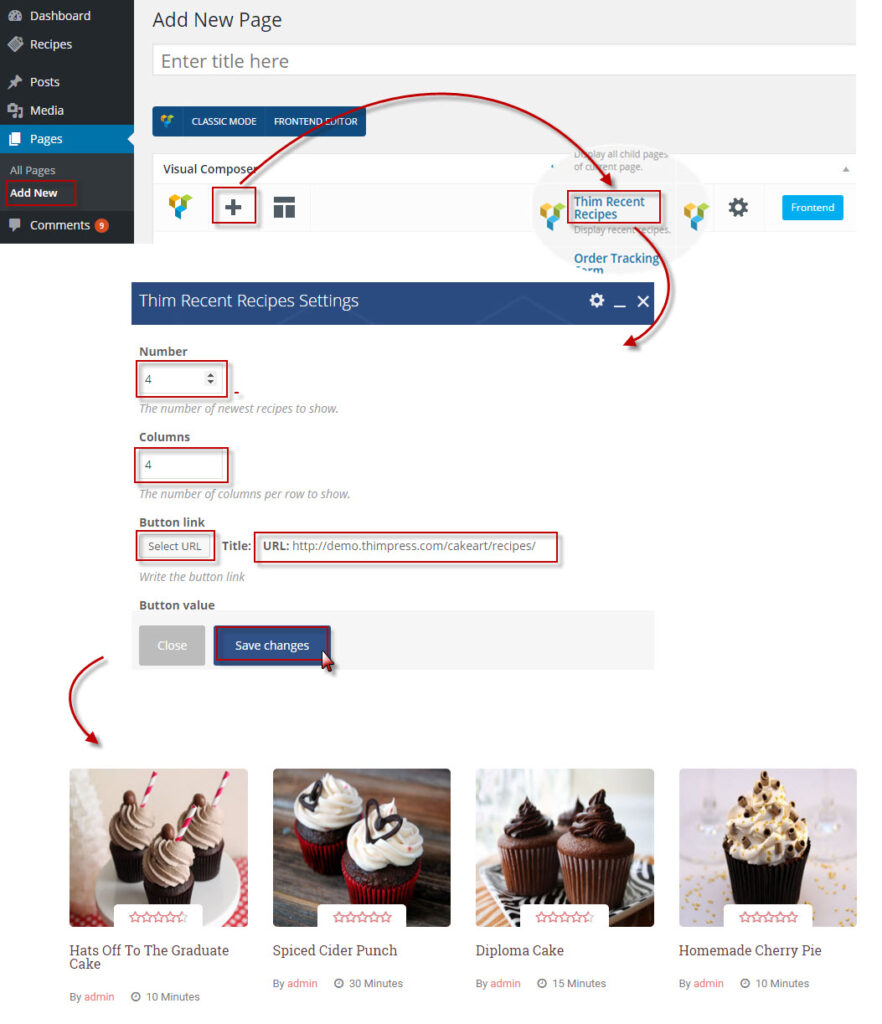 Dashboard
Recipes
Posts
Media
Pages
All Pages
Add New
Comments 9
Add New Page
Enter title here
CLASSIC MODE FRONTEND EDITOR
Visual Composer
Display all child pages
of current page.
Thim Recent
Recipes
Display recent recipes.
Order Tracking
Form
Frontend
Thim Recent Recipes Settings
Number
4
The number of newest recipes to show.
Columns
4
The number of columns per row to show.
Button link
Select URL Title: URL: http://demo.thimpress.com/cakeart/recipes/
Write the button link
Button value
Close Save changes
Hats Off To The Graduate
Cake
By admin 10 Minutes
Spiced Cider Punch
By admin 30 Minutes
Diploma Cake
By admin 15 Minutes
Homemade Cherry Pie
By admin 10 Minutes